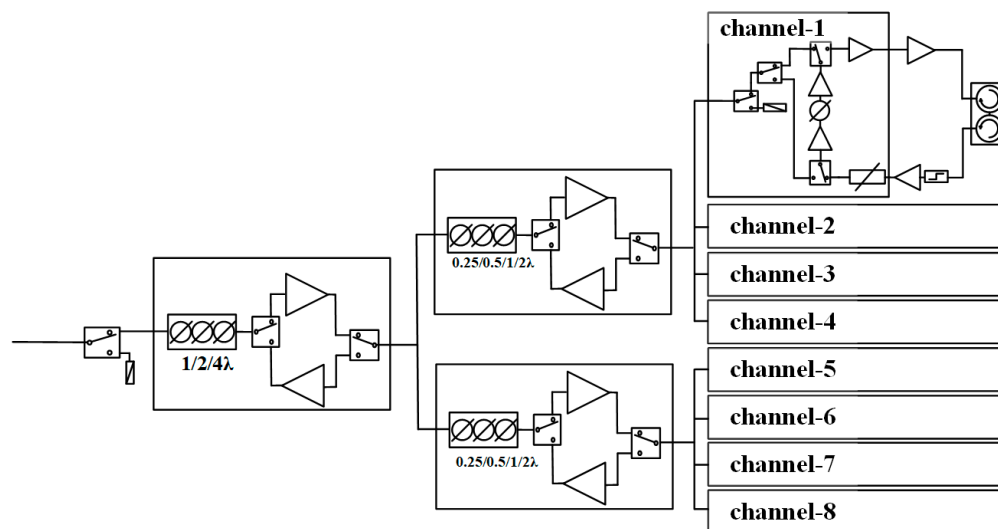 channel-1
channel-2
0.25/0.5/1/2λ
channel-3
channel-4
1/2/4λ
channel-5
channel-6
0.25/0.5/1/2λ
channel-7
channel-8